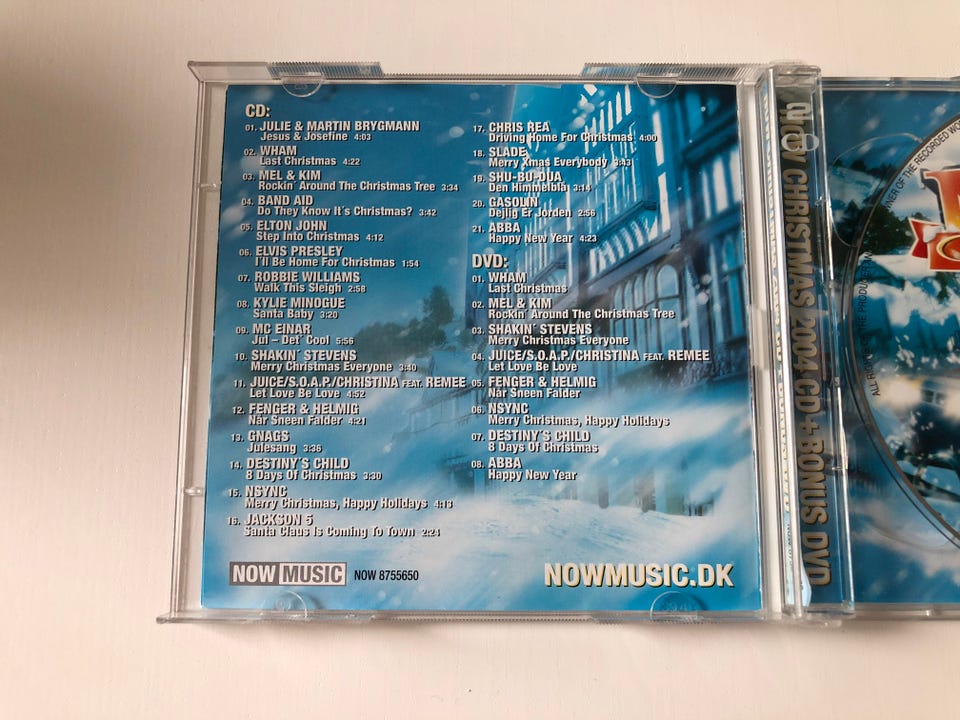 CD:
01. JULIE & MARTIN BRYGMANN
Jesus & Josefine 4:03
02. WHAM
Last Christmas 4:22
03. MEL & KIM
Rockin´ Around The Christmas Tree 3:34
04. BAND AID
Do They Know It´s Christmas? 3:42
05. ELTON JOHN
Step Into Christmas 4:12
06. ELVIS PRESLEY
I´ll Be Home For Christmas 1:54
07. ROBBIE WILLIAMS
Walk This Sleigh 2:58
08. KYLIE MINOGUE
Santa Baby 3:20
09. MC EINAR
Jul – Det´ Cool 5:56
10. SHAKIN´ STEVENS
Merry Christmas Everyone 3:40
11. JUICE/S.O.A.P./CHRISTINA FEAT. REMEE
Let Love Be Love 4:52
12. FENGER & HELMIG
Når Sneen Falder 4:21
13. GNAGS
Julesang 3:36
14. DESTINY´S CHILD
8 Days Of Christmas 3:30
15. NSYNC
Merry Christmas, Happy Holidays 4:13
16. JACKSON 5
Santa Claus Is Coming To Town 2:24
17. CHRIS REA
Driving Home For Christmas 4:00
18. SLADE
Merry Xmas Everybody 3:43
19. SHU-BU-DUA
Den Himmelblå 3:14
20. GASOLIN
Dejlig Er Jorden 2:56
21. ABBA
Happy New Year 4:23
DVD:
01. WHAM
Last Christmas
02. MEL & KIM
Rockin´ Around The Christmas Tree
03. SHAKIN´ STEVENS
Merry Christmas Everyone
04. JUICE/S.O.A.P./CHRISTINA FEAT. REMEE
Let Love Be Love
05. FENGER & HELMIG
Når Sneen Falder
06. NSYNC
Merry Christmas, Happy Holidays
07. DESTINY´S CHILD
8 Days Of Christmas
08. ABBA
Happy New Year
NOW MUSIC NOW 8755650
NOWMUSIC.DK
CHRISTMAS 2004 CD + BONUS DVD
ALL RIGHTS OF THE PRODUCER
OWNER OF THE RECORDED